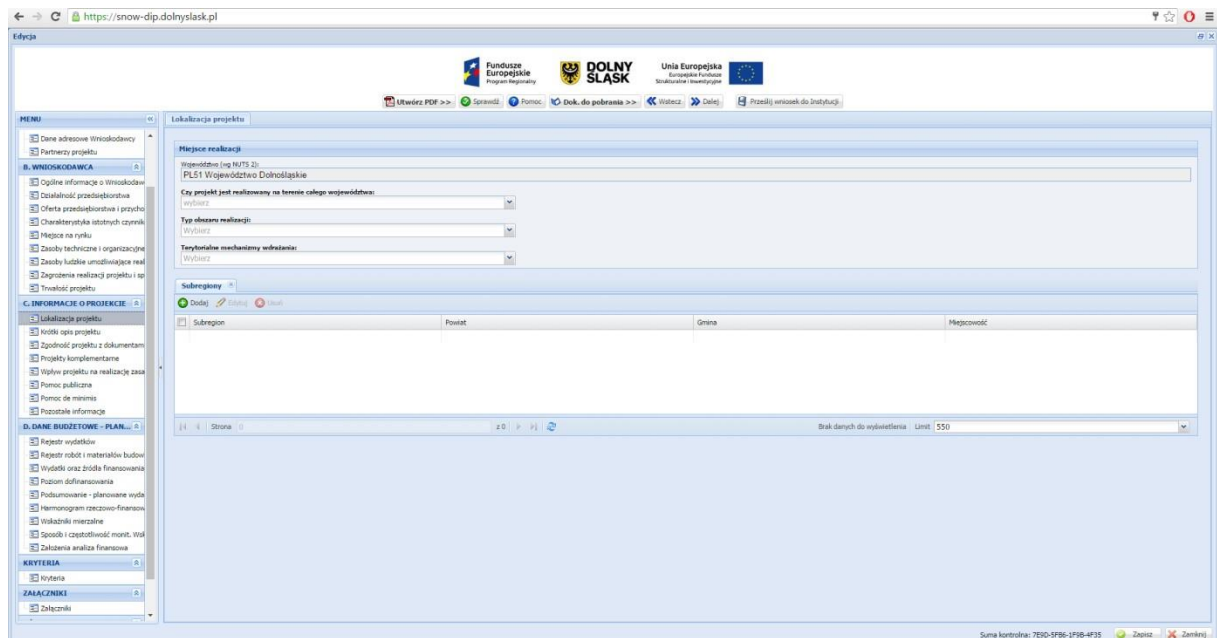 https://snow-dip.dolnyslask.pl
Edycja
Fundusze
Europejskie
Program Regionalny
DOLNY
ŚLĄSK
Unia Europejska
Europejskie Fundusze
Strukturalne i Inwestycyjne
Utwórz PDF >> Sprawdź Pomoc Dok. do pobrania >> Wstecz Dalej Prześlij wniosek do Instytucji
MENU
Dane adresowe Wnioskodawcy
Partnerzy projektu
B. WNIOSKODAWCA
Ogólne informacje o Wnioskodaw
Działalność przedsiębiorstwa
Oferta przedsiębiorstwa i przycho
Charakterystyka istotnych czynnik
Miejsce na rynku
Zasoby techniczne i organizacyjne
Zasoby ludzkie umożliwiające real
Zagrożenia realizacji projektu i sp
Trwałość projektu
C. INFORMACJE O PROJEKCIE
Lokalizacja projektu
Krótki opis projektu
Zgodność projektu z dokumentam
Projekty komplementarne
Wpływ projektu na realizację zasa
Pomoc publiczna
Pomoc de minimis
Pozostałe informacje
D. DANE BUDŻETOWE - PLAN...
Rejestr wydatków
Rejestr robót i materiałów budow
Wydatki oraz źródła finansowania
Poziom dofinansowania
Podsumowanie - planowane wyda
Harmonogram rzeczowo-finansow
Wskaźniki mierzalne
Sposób i częstotliwość monit. Wsk
Założenia analiza finansowa
KRYTERIA
Kryteria
ZAŁĄCZNIKI
Załączniki
Lokalizacja projektu
Miejsce realizacji
Województwo (wg NUTS 2):
PL51 Województwo Dolnośląskie
Czy projekt jest realizowany na terenie całego województwa:
wybierz
Typ obszaru realizacji:
Wybierz
Terytorialne mechanizmy wdrażania:
Wybierz
Subregiony
Dodaj Edytuj Usuń
Subregion Powiat Gmina Miejscowość
Strona 0 z 0 Brak danych do wyświetlenia Limit 550
Suma kontrolna: 7E9D-5FB6-1F9B-4F35 Zapisz Zamknij